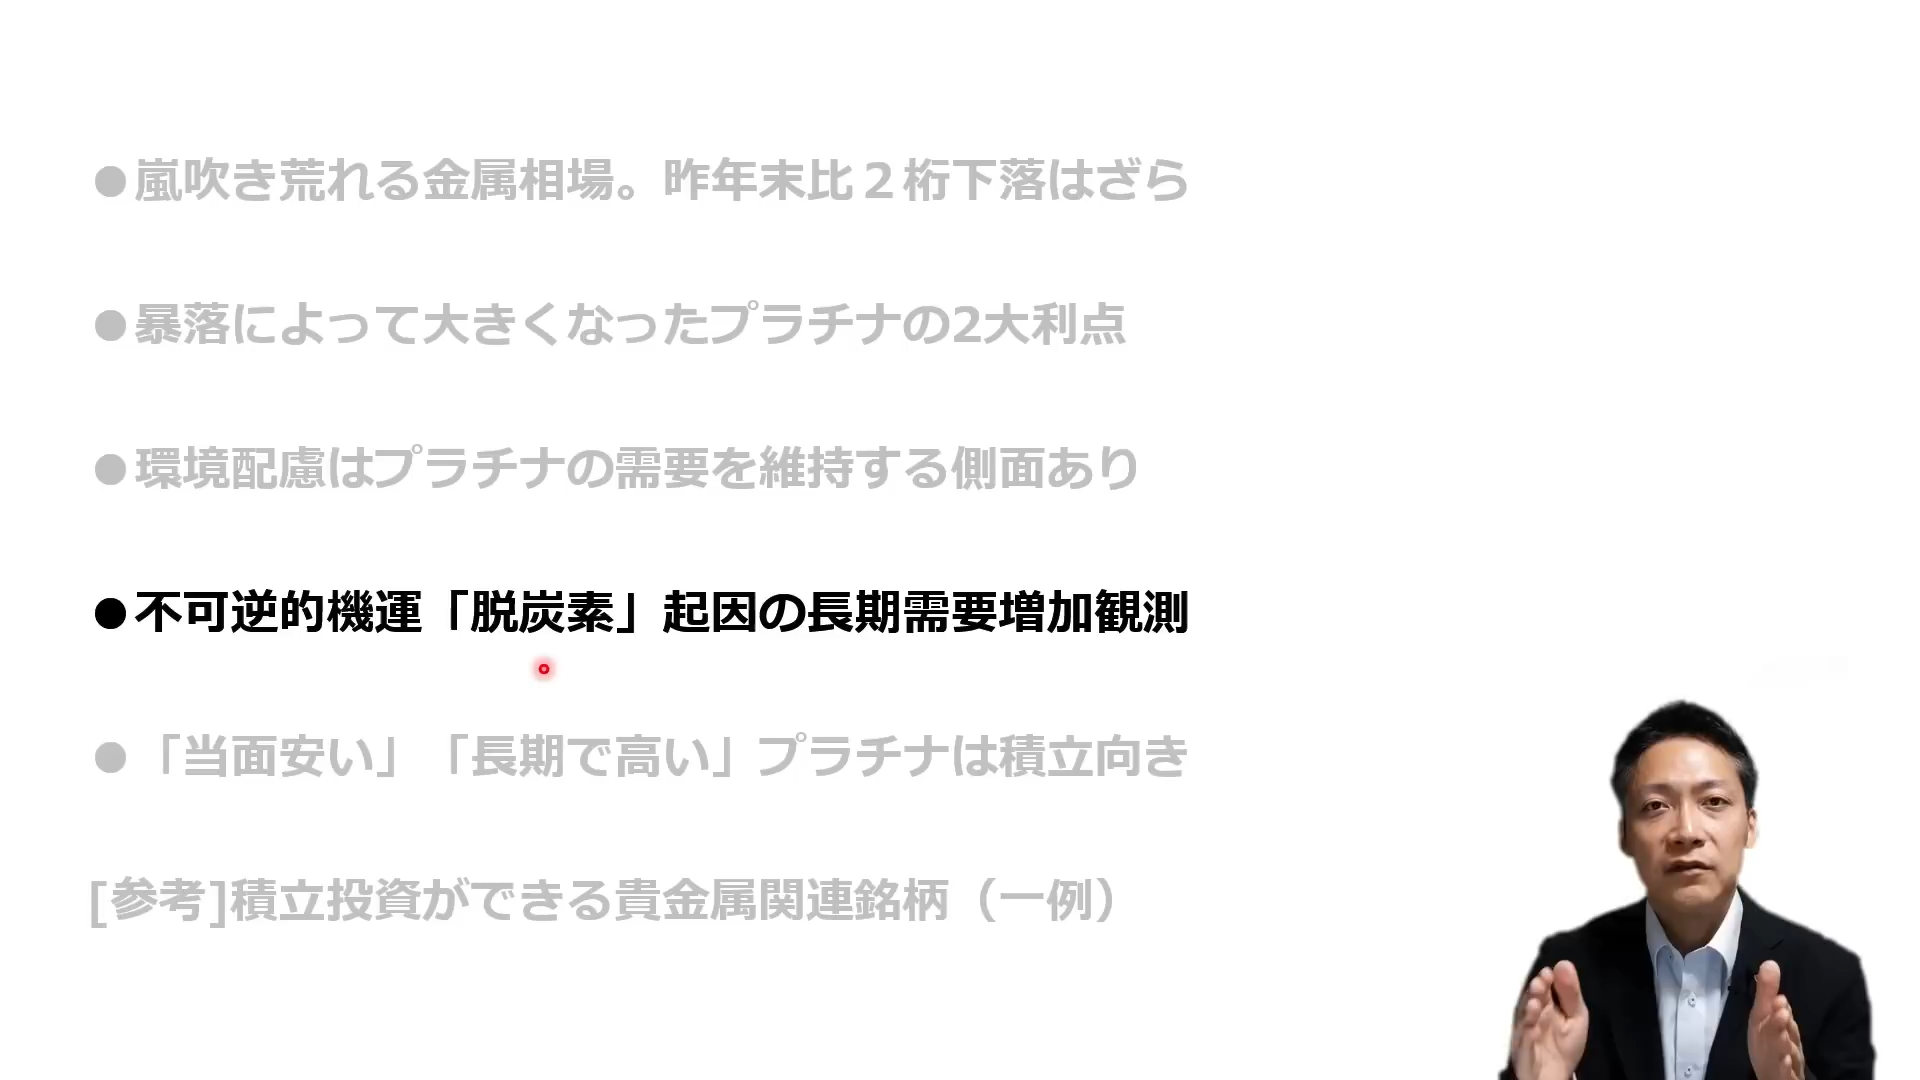 ●嵐吹き荒れる金属相場。昨年末比２桁下落はざら
●暴落によって大きくなったプラチナの2大利点
●環境配慮はプラチナの需要を維持する側面あり
●不可逆的機運「脱炭素」起因の長期需要増加観測
●「当面安い」「長期で高い」プラチナは積立向き
[参考]積立投資ができる貴金属関連銘柄（一例）